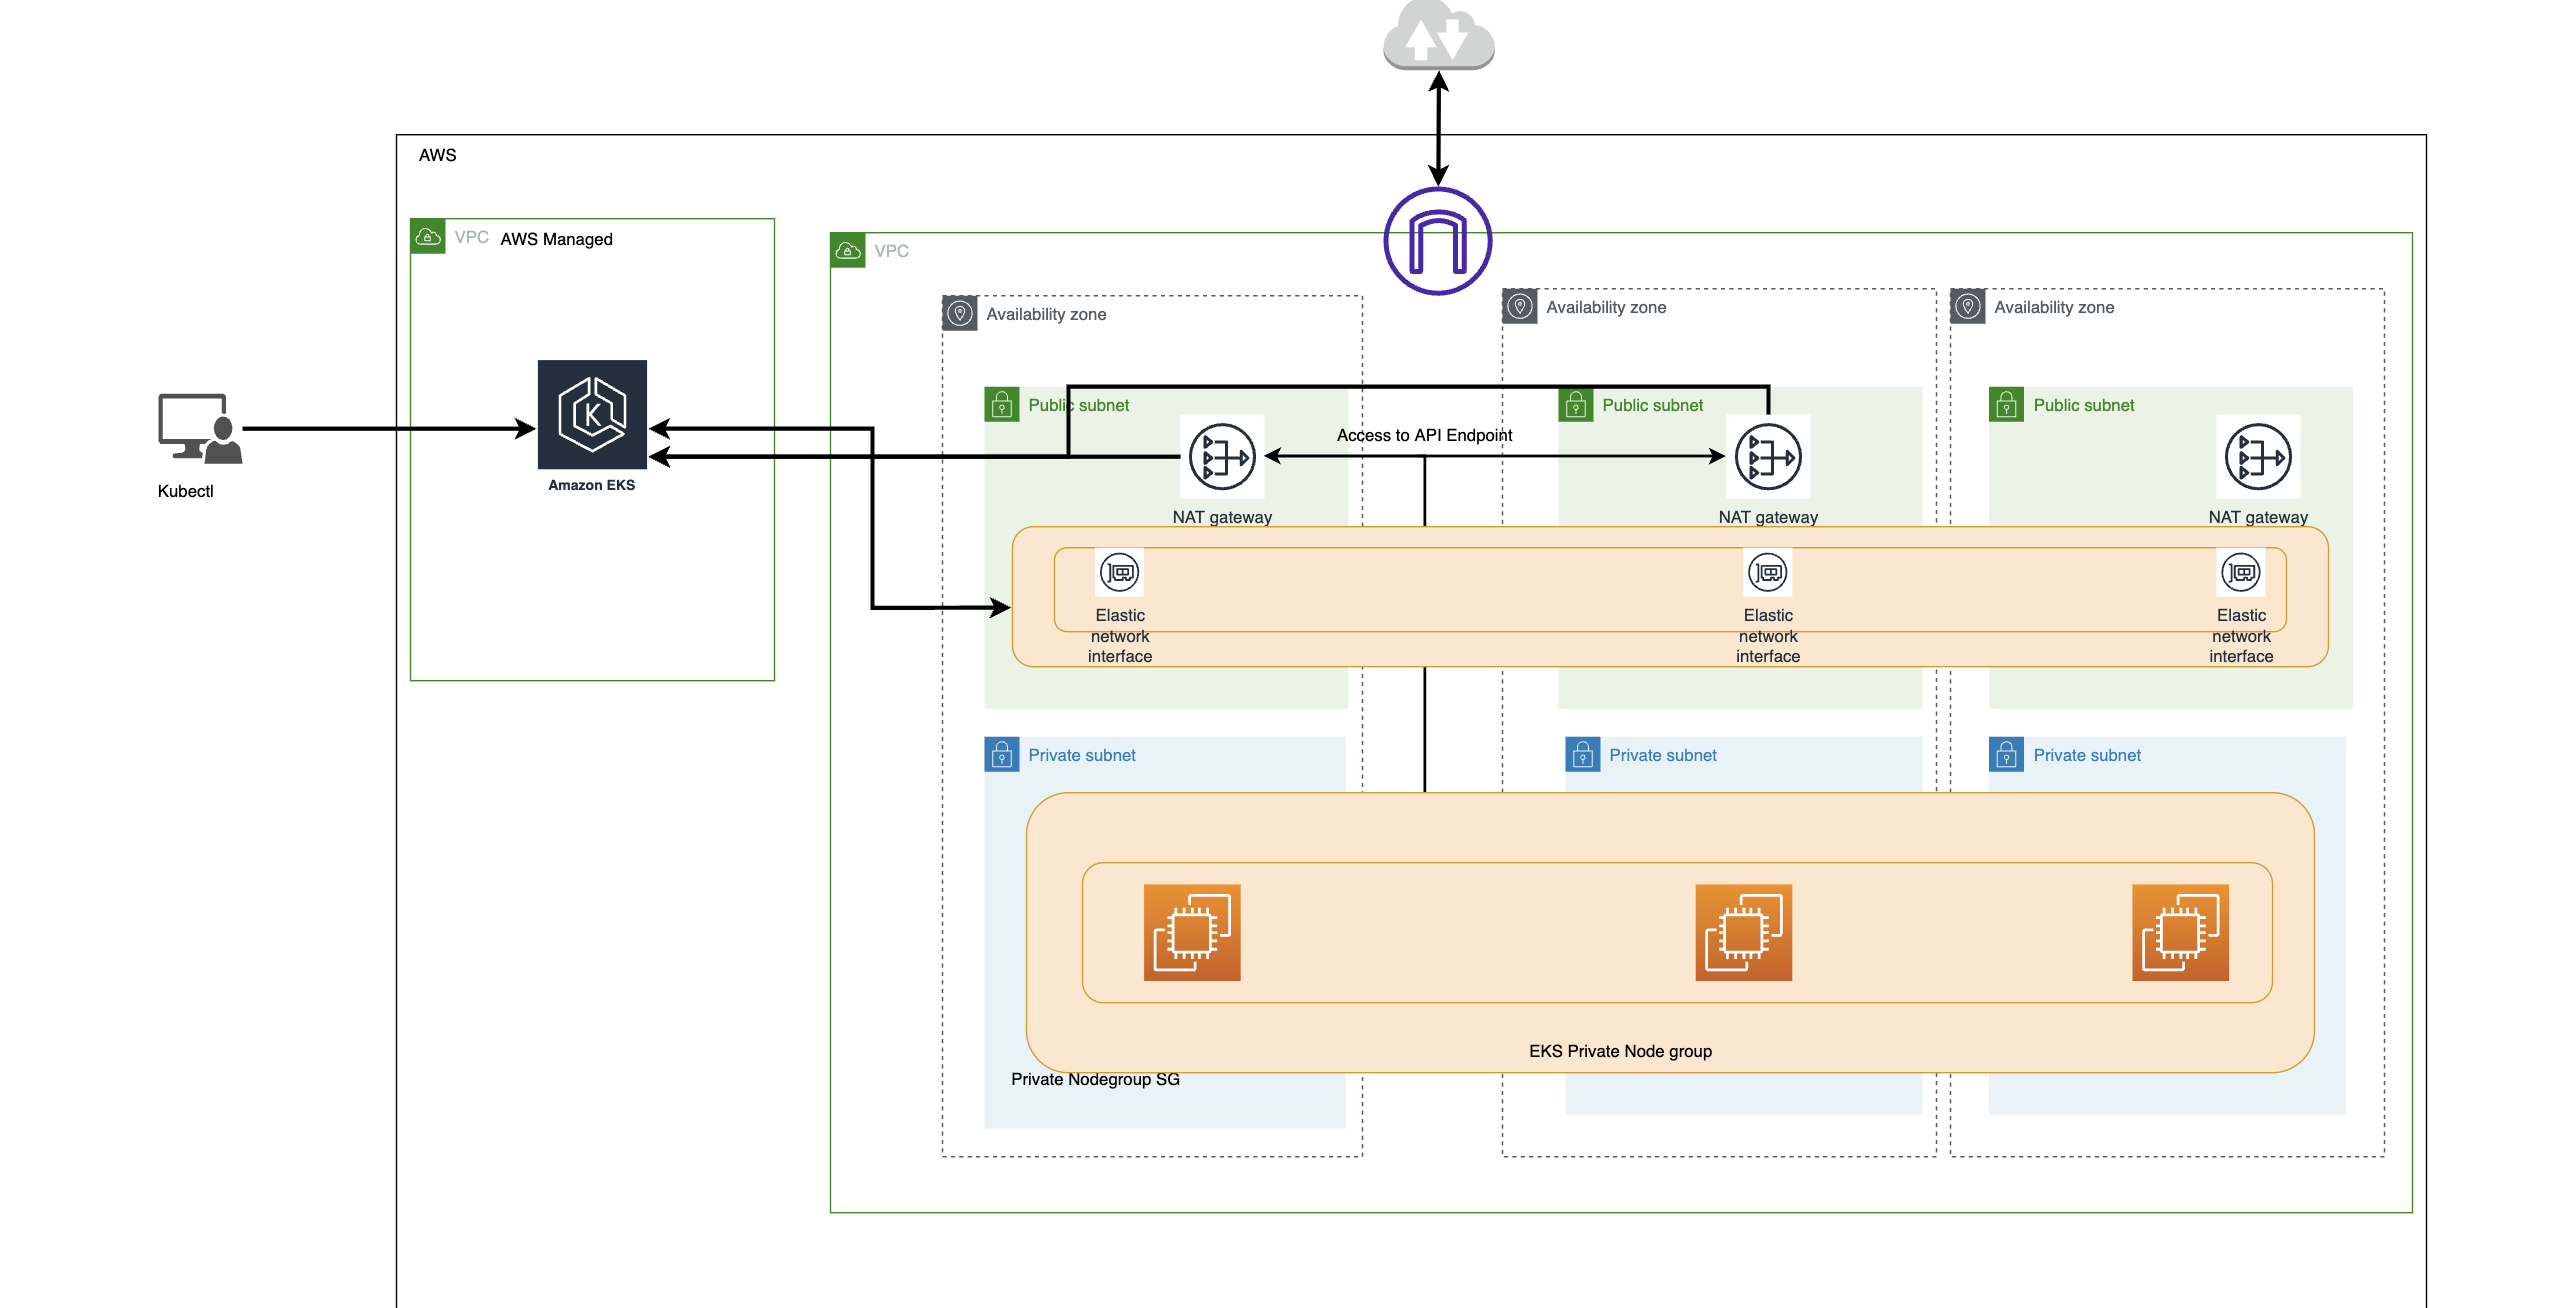 AWS
VPC AWS Managed
VPC
Availability zone
Availability zone
Availability zone
Public subnet
Public subnet
Public subnet
Access to API Endpoint
Kubectl
Amazon EKS
K
NAT gateway
NAT gateway
NAT gateway
Elastic
network
interface
Elastic
network
interface
Elastic
network
interface
Private subnet
Private subnet
Private subnet
EKS Private Node group
Private Nodegroup SG